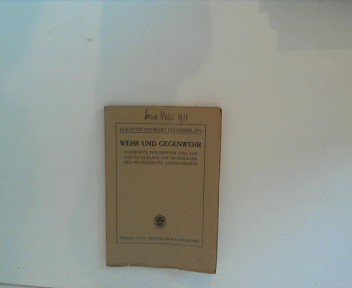 HOUSTON STEWART CHAMBERLAIN
WEHR UND GEGENWEHR
VORWORTE ZUR DRITTEN UND ZUR
VIERTEN AUFLAGE DER GRUNDLAGEN
DES NEUNZEHNTEN JAHRHUNDERTS